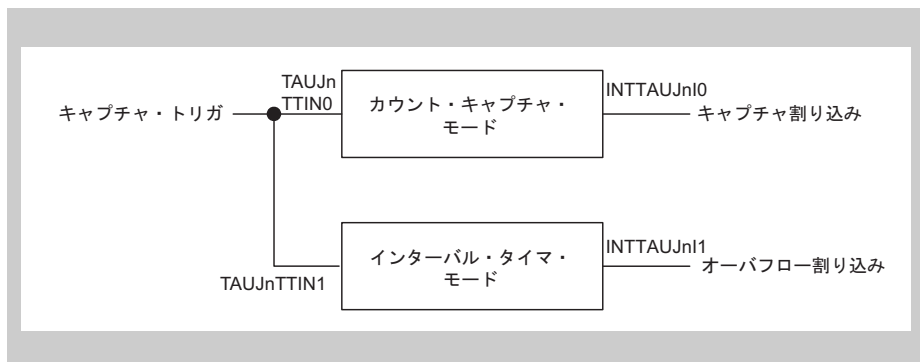 キャプチャ・トリガ
TAUJn
TTIN0
カウント・キャプチャ・
モード
INTTAUJnI0
キャプチャ割り込み
TAUJnTTIN1
インターバル・タイマ・
モード
INTTAUJnI1
オーバフロー割り込み